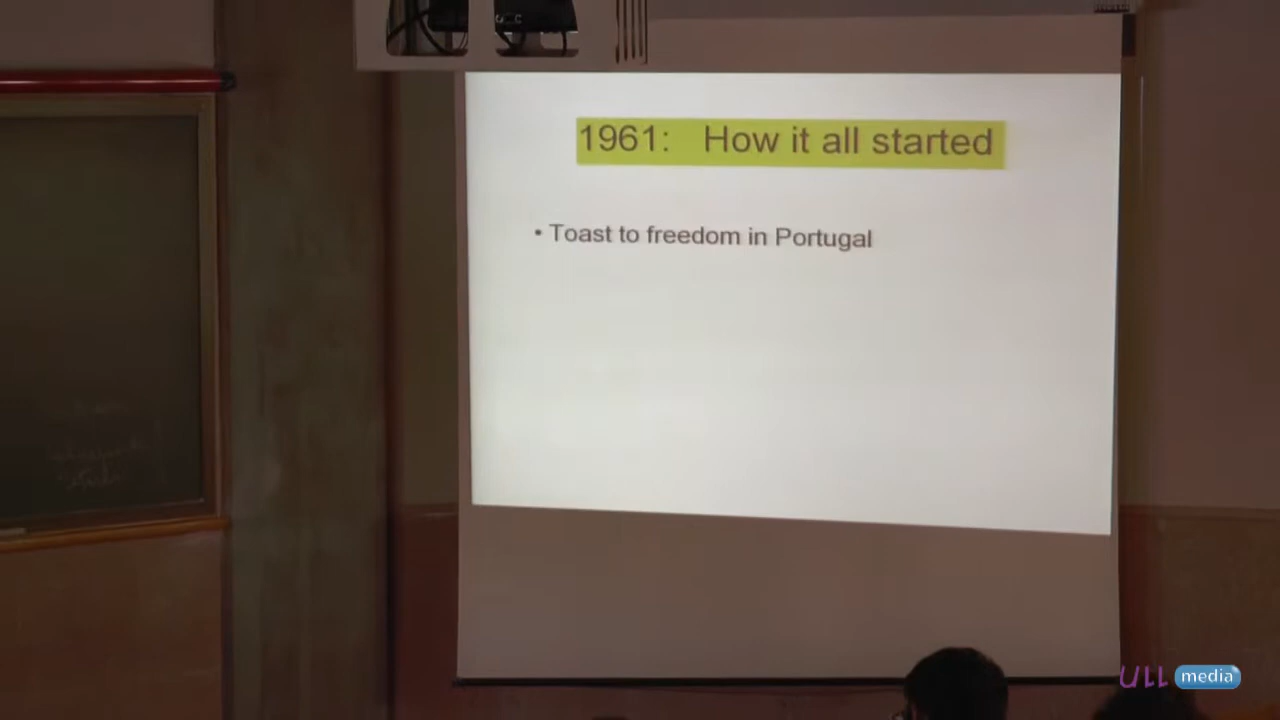 1961: How it all started
• Toast to freedom in Portugal
ULL media